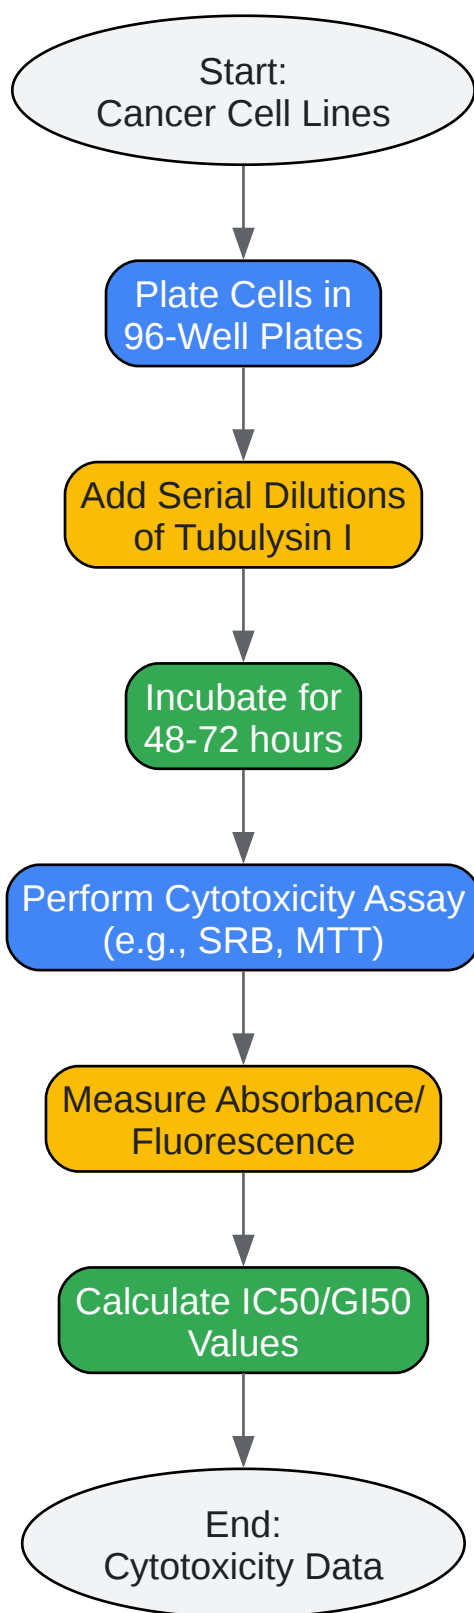 Start:
Cancer Cell Lines
Plate Cells in
96-Well Plates
Add Serial Dilutions
of Tubulysin I
Incubate for
48-72 hours
Perform Cytotoxicity Assay
(e.g., SRB, MTT)
Measure Absorbance/
Fluorescence
Calculate IC50/GI50
Values
End:
Cytotoxicity Data